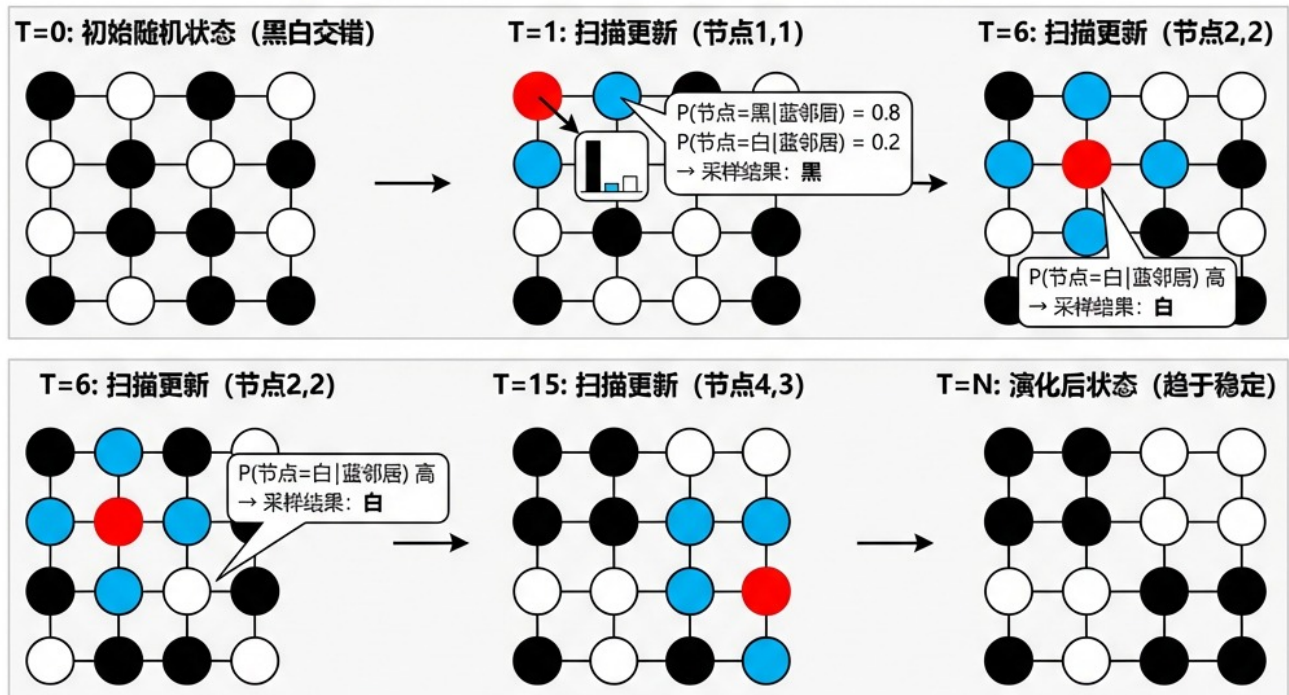 T=0: 初始随机状态（黑白交错）
T=1: 扫描更新（节点1,1）
T=6: 扫描更新（节点2,2）
P(节点=黑|蓝邻居) = 0.8
P(节点=白|蓝邻居) = 0.2
→ 采样结果：黑
P(节点=白|蓝邻居) 高
→ 采样结果：白
T=6: 扫描更新（节点2,2）
T=15: 扫描更新（节点4,3）
T=N: 演化后状态（趋于稳定）
P(节点=白|蓝邻居) 高
→ 采样结果：白